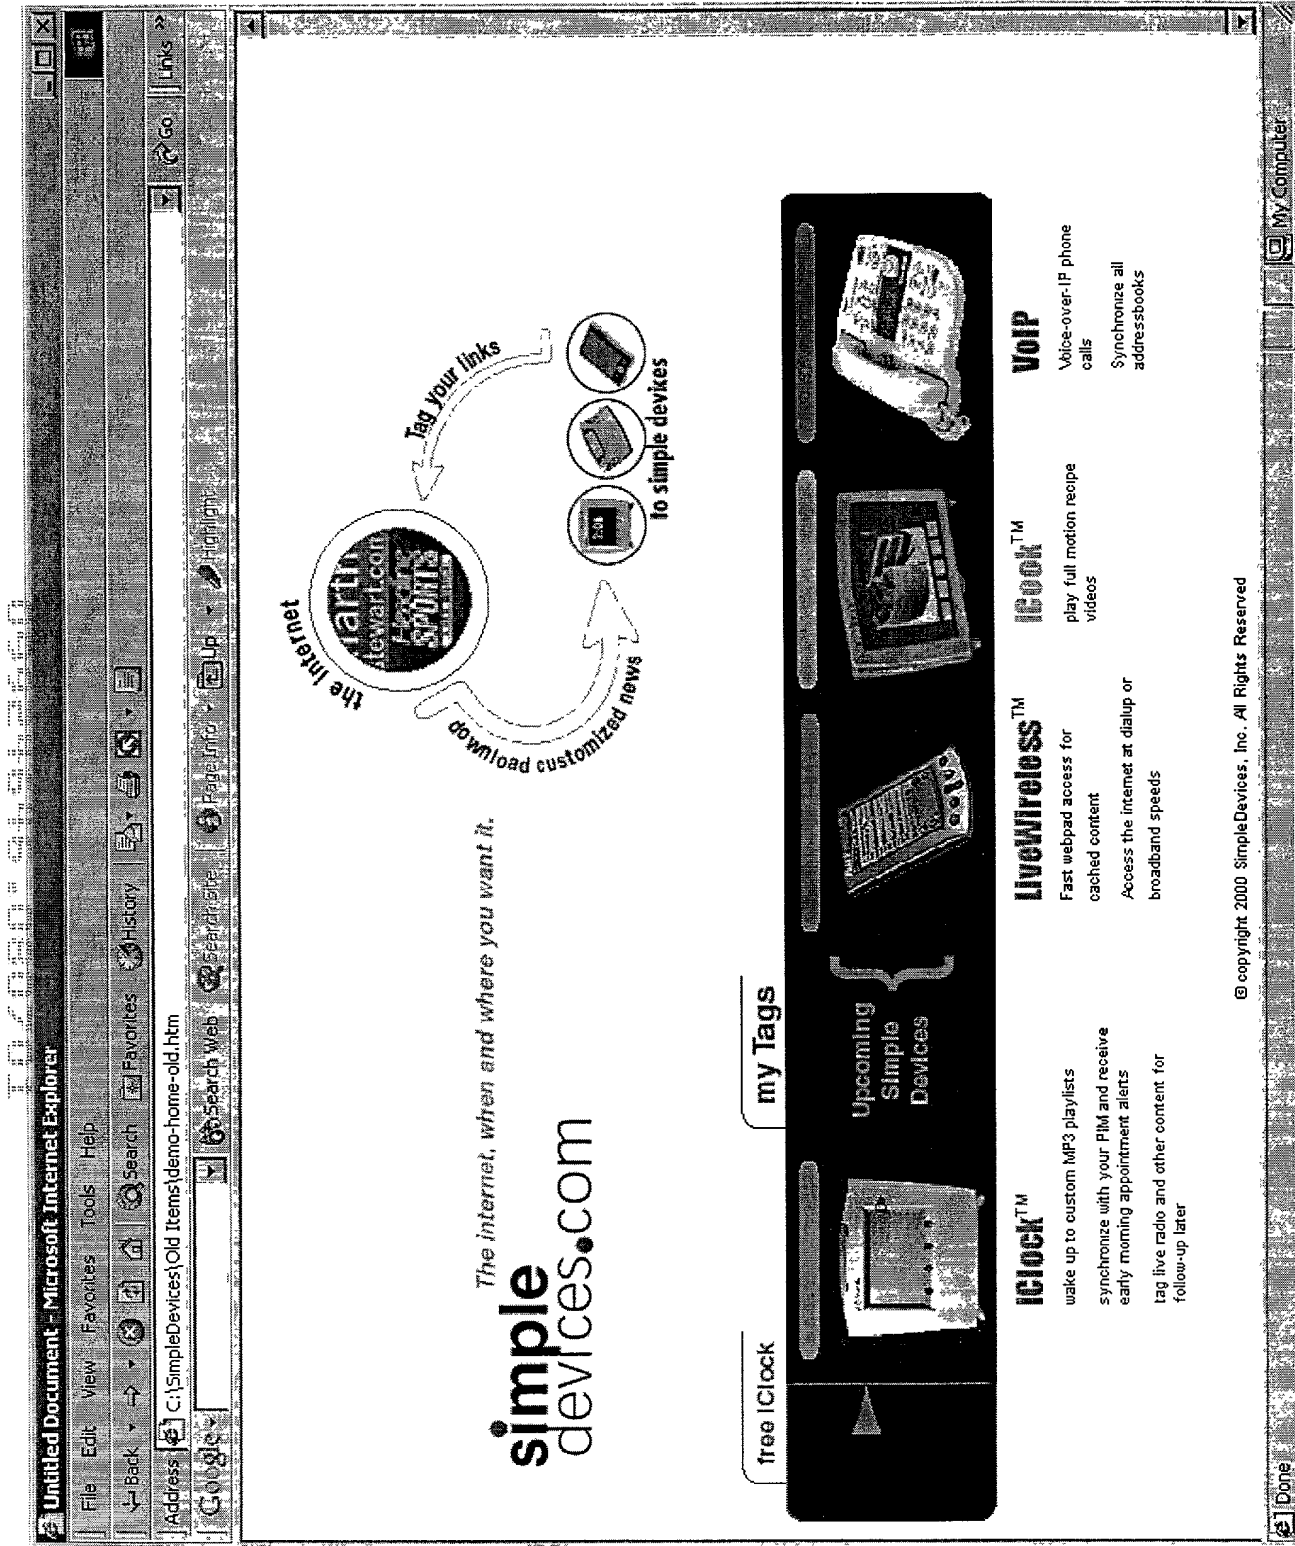 Untitled Document - Microsoft Internet Explorer
File Edit View Favorites Tools Help
Back Search Favorites History
Address C:\SimpleDevices\Old Items\demo-home-old.htm Go Links »
Google Search Web Search Site Page Info Up Highlight
the internet
Tag your links
download customized news
to simple devices
The internet, when and where you want it.
simple
devices.com
free IClock
my Tags
Upcoming
Simple
Devices
IClock™
wake up to custom MP3 playlists
synchronize with your PIM and receive
early morning appointment alerts
tag live radio and other content for
follow-up later
LiveWireless™
Fast webpad access for
cached content
Access the internet at dialup or
broadband speeds
ICook™
play full motion recipe
videos
VoIP
Voice-over-IP phone
calls
Synchronize all
addressbooks
© copyright 2000 SimpleDevices, Inc. All Rights Reserved
Done My Computer